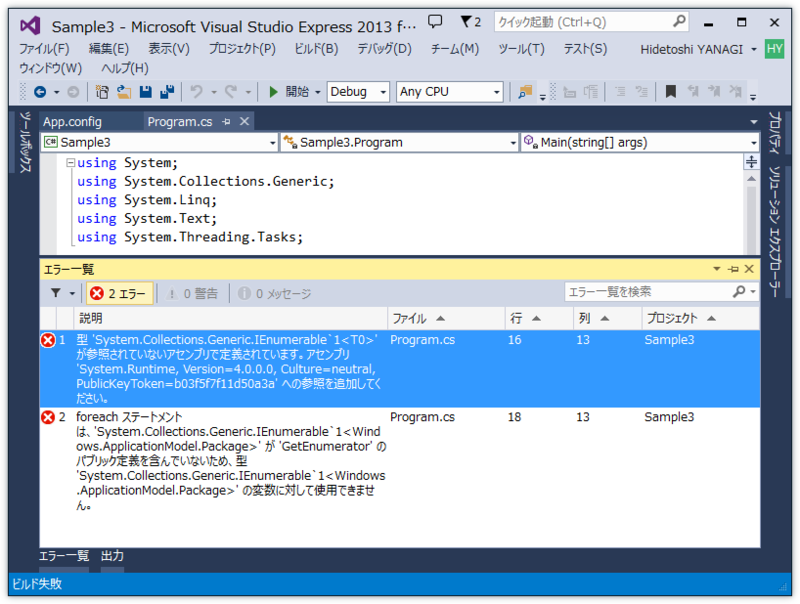 Sample3 - Microsoft Visual Studio Express 2013 f···
2
クイック起動 (Ctrl+Q)
ファイル(F) 編集(E) 表示(V) プロジェクト(P) ビルド(B) デバッグ(D) チーム(M) ツール(T) テスト(S) Hidetoshi YANAGI HY
ウィンドウ(W) ヘルプ(H)
開始 Debug Any CPU
ツールボックス
App.config Program.cs
C# Sample3 Sample3.Program Main(string[] args)
using System;
using System.Collections.Generic;
using System.Linq;
using System.Text;
using System.Threading.Tasks;
プロパティ
ソリューション エクスプローラー
エラー一覧
2 エラー 0 警告 0 メッセージ エラー一覧を検索
説明 ファイル 行 列 プロジェクト
1 型 'System.Collections.Generic.IEnumerable`1<T0>' Program.cs 16 13 Sample3
が参照されていないアセンブリで定義されています。アセンブリ
'System.Runtime, Version=4.0.0.0, Culture=neutral,
PublicKeyToken=b03f5f7f11d50a3a' への参照を追加してく
ださい。
2 foreach ステートメント Program.cs 18 13 Sample3
は、'System.Collections.Generic.IEnumerable`1<Wind
ows.ApplicationModel.Package>' が 'GetEnumerator' の
パブリック定義を含んでいないため、型
'System.Collections.Generic.IEnumerable`1<Windows
.ApplicationModel.Package>' の変数に対して使用できませ
ん。
エラー一覧 出力
ビルド失敗